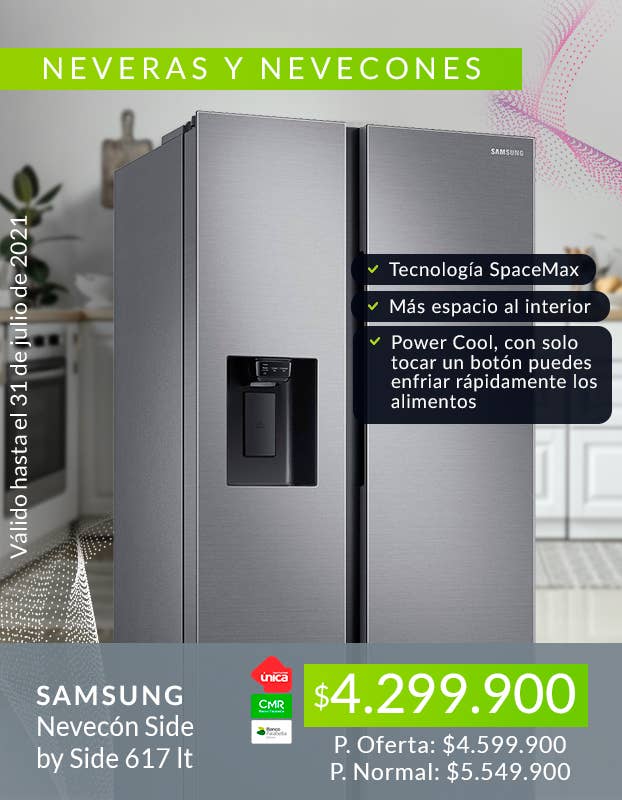 NEVERAS Y NEVECONES
SAMSUNG
Válido hasta el 31 de julio de 2021
Tecnología SpaceMax
Más espacio al interior
Power Cool, con solo
tocar un botón puedes
enfriar rápidamente los
alimentos
SAMSUNG
Nevecón Side
by Side 617 lt
única
CMR
Banco
Falabella
$4.299.900
P. Oferta: $4.599.900
P. Normal: $5.549.900